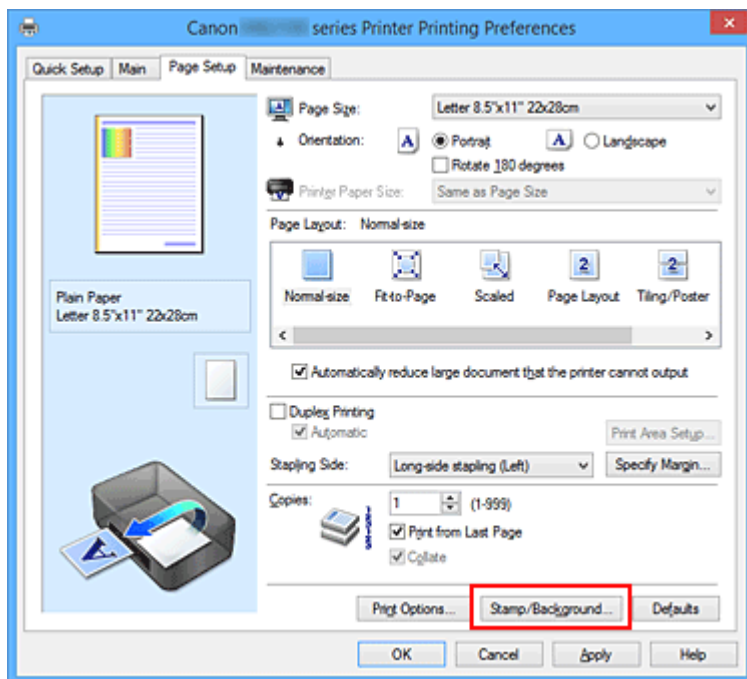 Canon series Printer Printing Preferences
Quick Setup Main Page Setup Maintenance
Page Size: Letter 8.5"x11" 22x28cm
Orientation: A Portrait A Landscape
Rotate 180 degrees
Printer Paper Size: Same as Page Size
Page Layout: Normal-size
2 2
Normal-size Fit-to-Page Scaled Page Layout Tiling/Poster
Plain Paper
Letter 8.5"x11" 22x28cm
Automatically reduce large document that the printer cannot output
Duplex Printing
Automatic
Print Area Setup...
Stapling Side: Long-side stapling (Left) Specify Margin...
Copies: 1 (1-999)
Print from Last Page
Collate
A
Print Options... Stamp/Background... Defaults
OK Cancel Apply Help